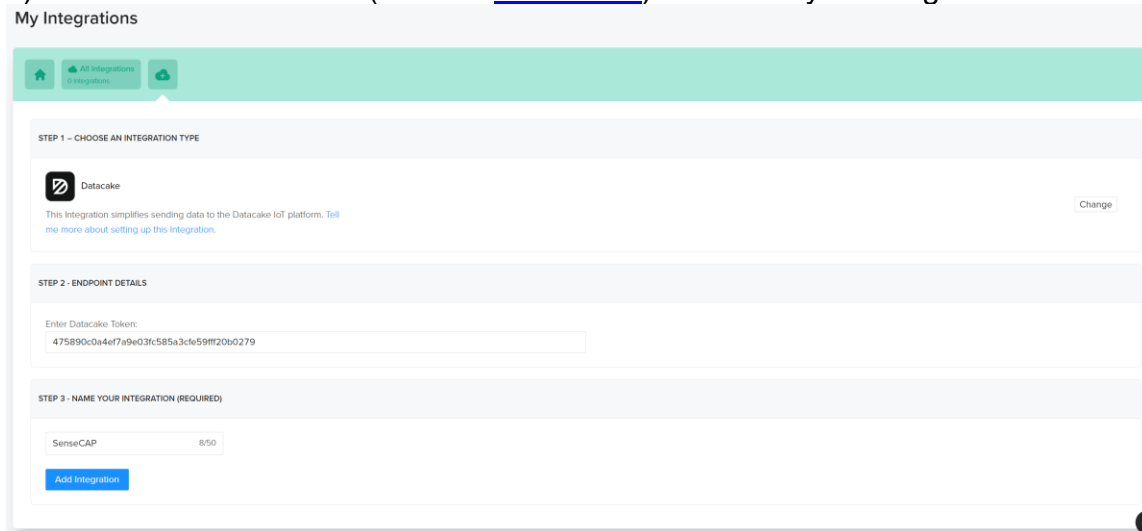 My Integrations
All Integrations
0 Integrations
STEP 1 – CHOOSE AN INTEGRATION TYPE
Datacake
This Integration simplifies sending data to the Datacake IoT platform. Tell
me more about setting up this Integration.
Change
STEP 2 - ENDPOINT DETAILS
Enter Datacake Token:
475890c0a4ef7a9e03fc585a3cfe59fff20b0279
STEP 3 - NAME YOUR INTEGRATION (REQUIRED)
SenseCAP 8/50
Add Integration